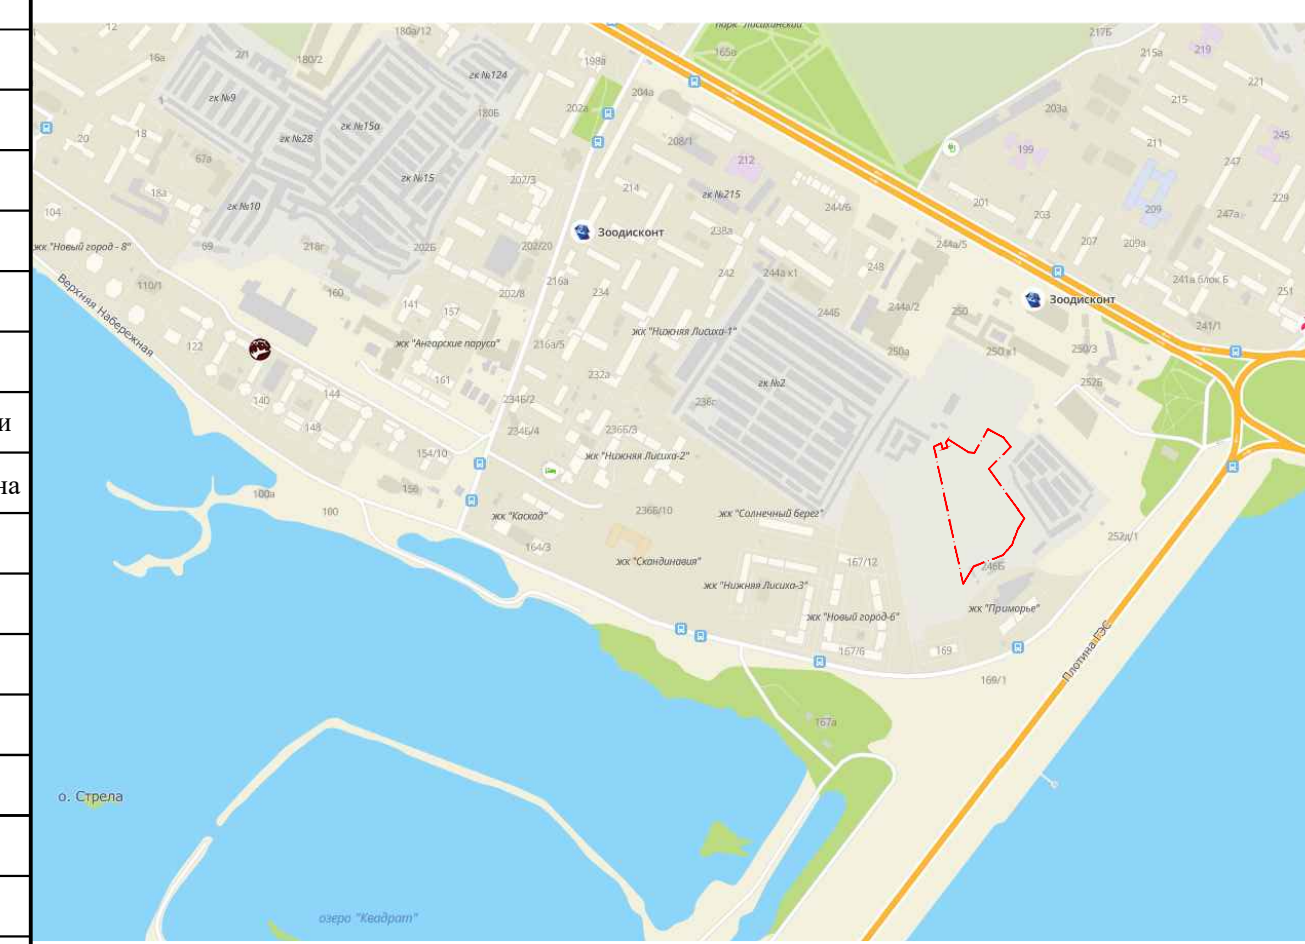 12
180а/12
парк "Лисихинский"
217Б
16а
2/1
180/2
198а
165в
215а
219
гк №124
221
гк №9
204а
202а
215
203а
180Б
20
18
гк №28
гк №15а
208/1
211
199
245
67а
212
247
гк №15
202/3
18а
214
гк №215
229
гк №10
201
104
244/6
203
209
247а
Зоодисконт
238а
жк "Новый город - 8"
69
218г
202Б
202/20
244а/5
207
209а
242
244а к1
248
110/1
216а
241а блок Б
160
202/8
234
251
Верхняя Набережная
141
157
Зоодисконт
244Б
244а/2
250
241/1
жк "Нижняя Лисиха-1"
122
жк "Ангарские паруса"
216а/5
250а
250 к1
250/3
161
232а
гк №2
252Б
140
144
234Б/2
238г
и
148
234Б/4
236Б/3
154/10
жк "Нижняя Лисиха-2"
на
156
100а
100
жк "Каскад"
236Б/10
жк "Солнечный берег"
252д/1
164/3
жк "Скандинавия"
167/12
246Б
жк "Нижняя Лисиха-3"
жк "Приморье"
жк "Новый город-6"
167/6
169
Плотина ГЭС
169/1
167а
о. Стрела
озеро "Квадрат"